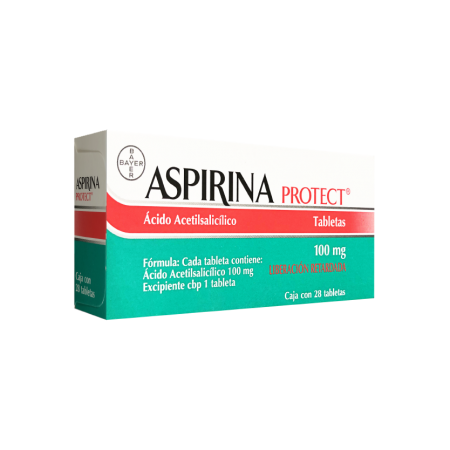 BAYER
BAYER
ASPIRINA PROTECT®
Ácido Acetilsalicílico
Tabletas
100 mg
LIBERACIÓN RETARDADA
Fórmula: Cada tableta contiene:
Ácido Acetilsalicílico 100 mg
Excipiente cbp 1 tableta
Caja con 28 tabletas
ASPIRINA
PROTECT
Caja con
28 tabletas